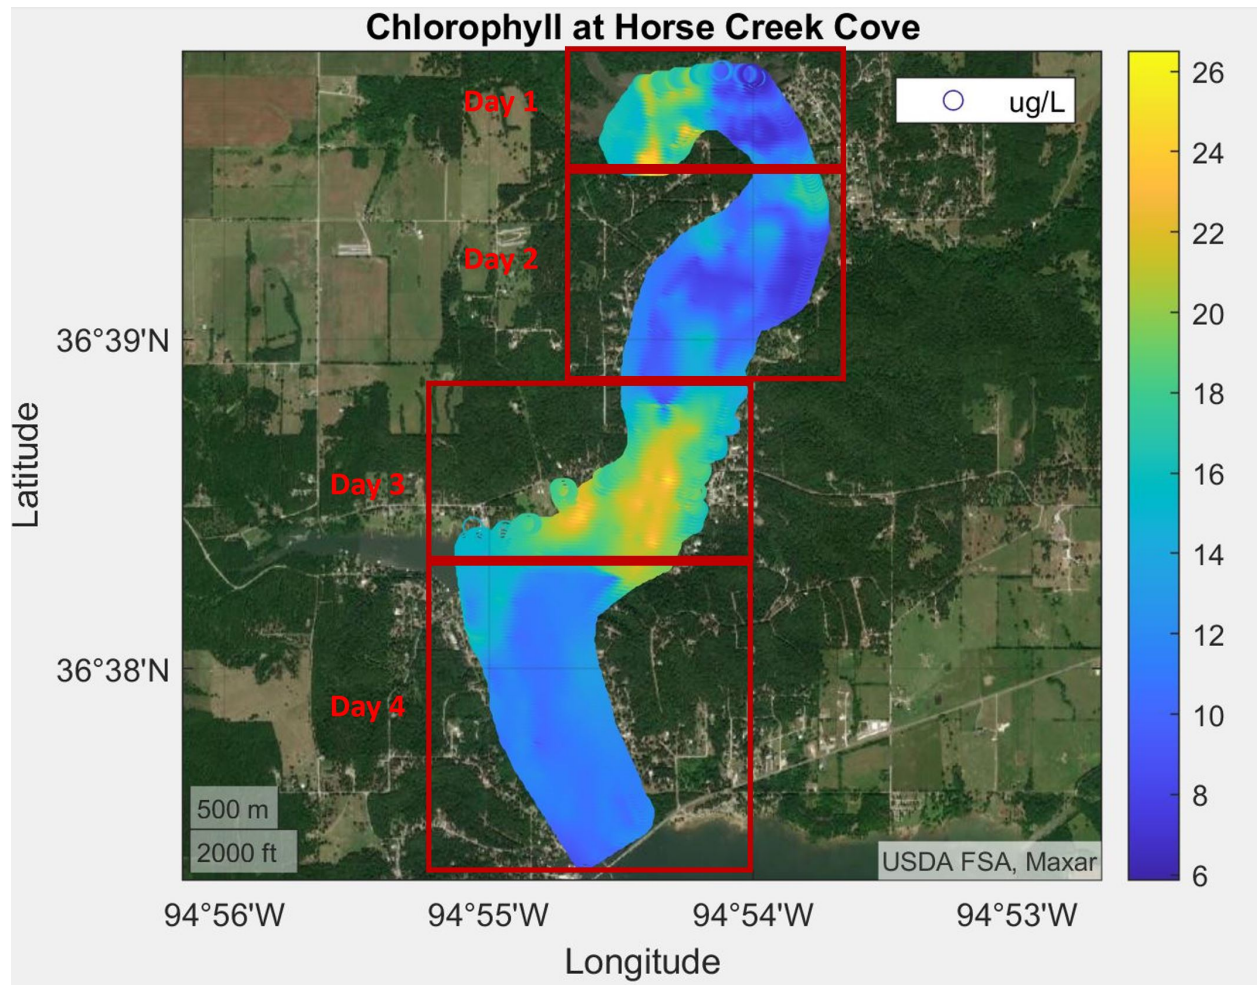 Chlorophyll at Horse Creek Cove
Day 1
ug/L
26
24
22
20
18
16
14
12
10
8
6
Day 2
36°39'N
Latitude
Day 3
36°38'N
Day 4
500 m
2000 ft
USDA FSA, Maxar
94°56'W
94°55'W
94°54'W
94°53'W
Longitude